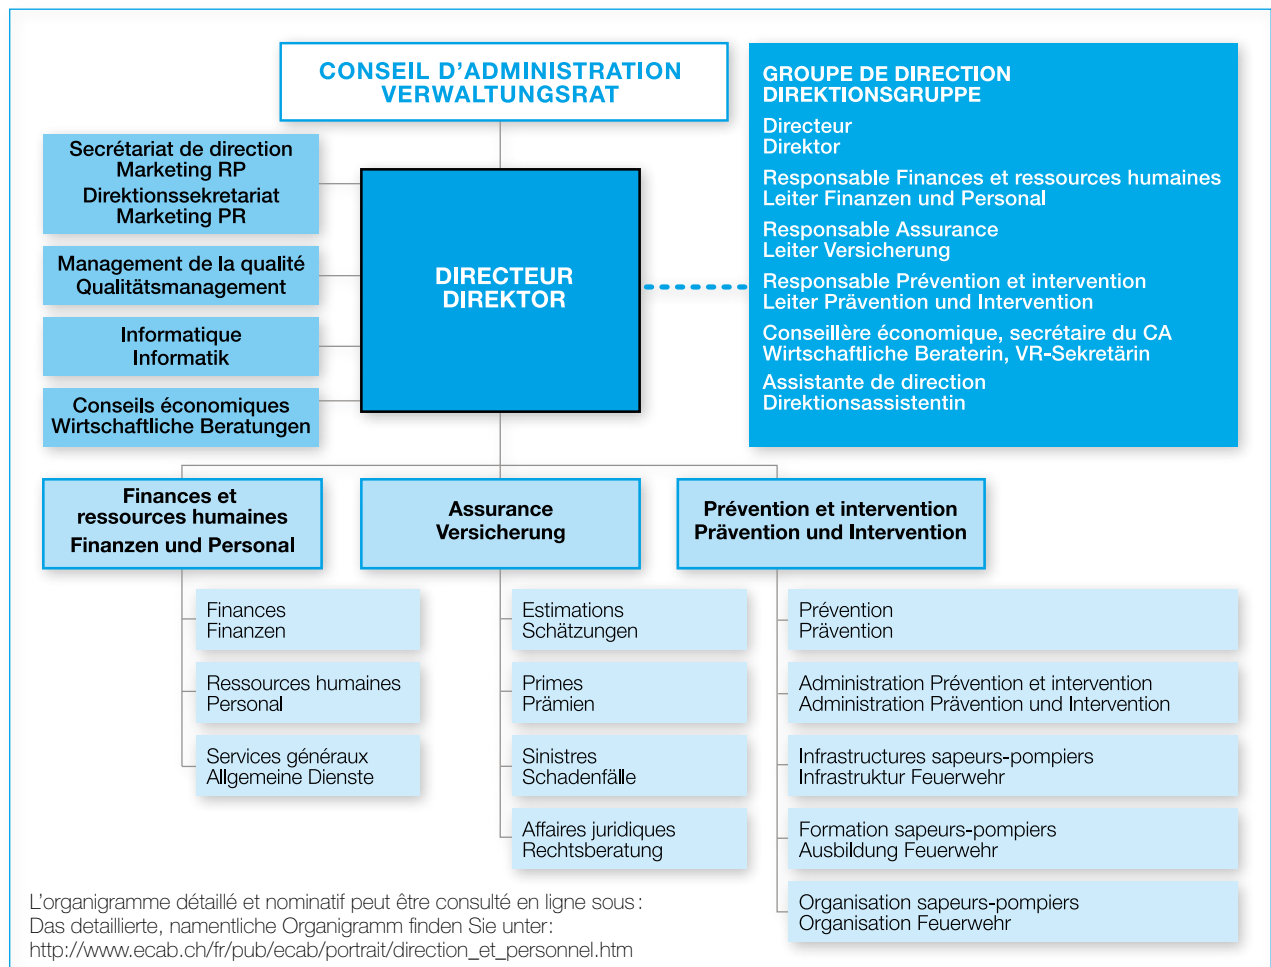 CONSEIL D’ADMINISTRATION
VERWALTUNGSRAT
GROUPE DE DIRECTION
DIREKTIONSGRUPPE
Directeur
Direktor
Responsable Finances et ressources humaines
Leiter Finanzen und Personal
Responsable Assurance
Leiter Versicherung
Responsable Prévention et intervention
Leiter Prävention und Intervention
Conseillère économique, secrétaire du CA
Wirtschaftliche Beraterin, VR-Sekretärin
Assistante de direction
Direktionsassistentin
Secrétariat de direction
Marketing RP
Direktionssekretariat
Marketing PR
Management de la qualité
Qualitätsmanagement
Informatique
Informatik
Conseils économiques
Wirtschaftliche Beratungen
DIRECTEUR
DIREKTOR
Finances et
ressources humaines
Finanzen und Personal
Assurance
Versicherung
Prévention et intervention
Prävention und Intervention
Finances
Finanzen
Ressources humaines
Personal
Services généraux
Allgemeine Dienste
Estimations
Schätzungen
Primes
Prämien
Sinistres
Schadenfälle
Affaires juridiques
Rechtsberatung
Prévention
Prävention
Administration Prévention et intervention
Administration Prävention und Intervention
Infrastructures sapeurs-pompiers
Infrastruktur Feuerwehr
Formation sapeurs-pompiers
Ausbildung Feuerwehr
Organisation sapeurs-pompiers
Organisation Feuerwehr
L’organigramme détaillé et nominatif peut être consulté en ligne sous :
Das detaillierte, namentliche Organigramm finden Sie unter:
http://www.ecab.ch/fr/pub/ecab/portrait/direction_et_personnel.htm